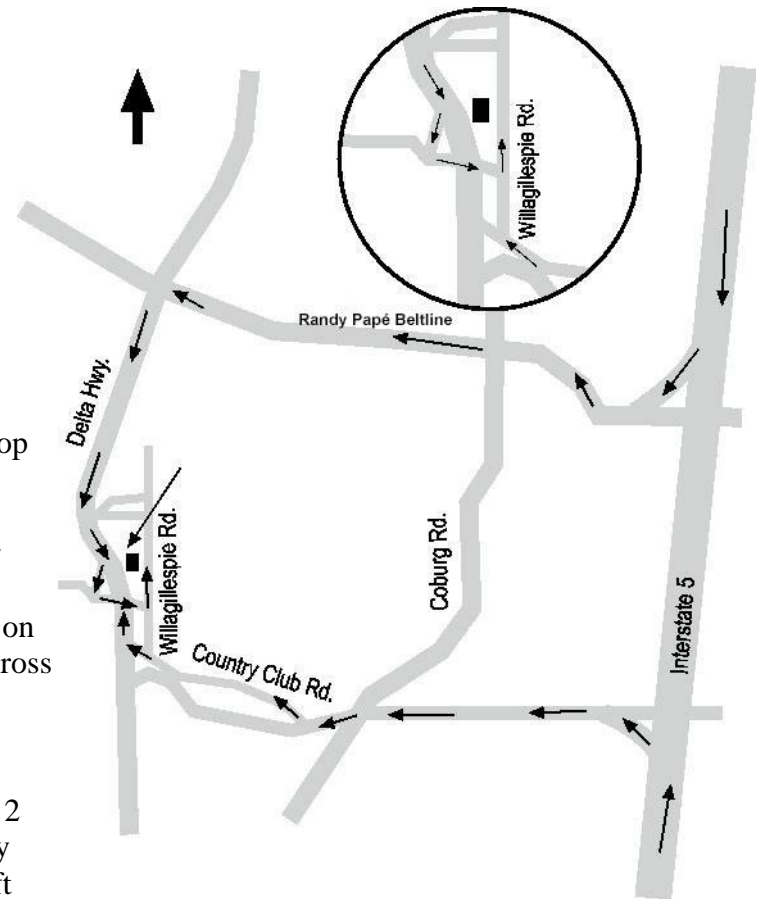 Willagillespie Rd.
Randy Papé Beltline
Delta Hwy.
op
Willagillespie Rd.
Coburg Rd.
Interstate 5
on
ross
Country Club Rd.
2
y
ft